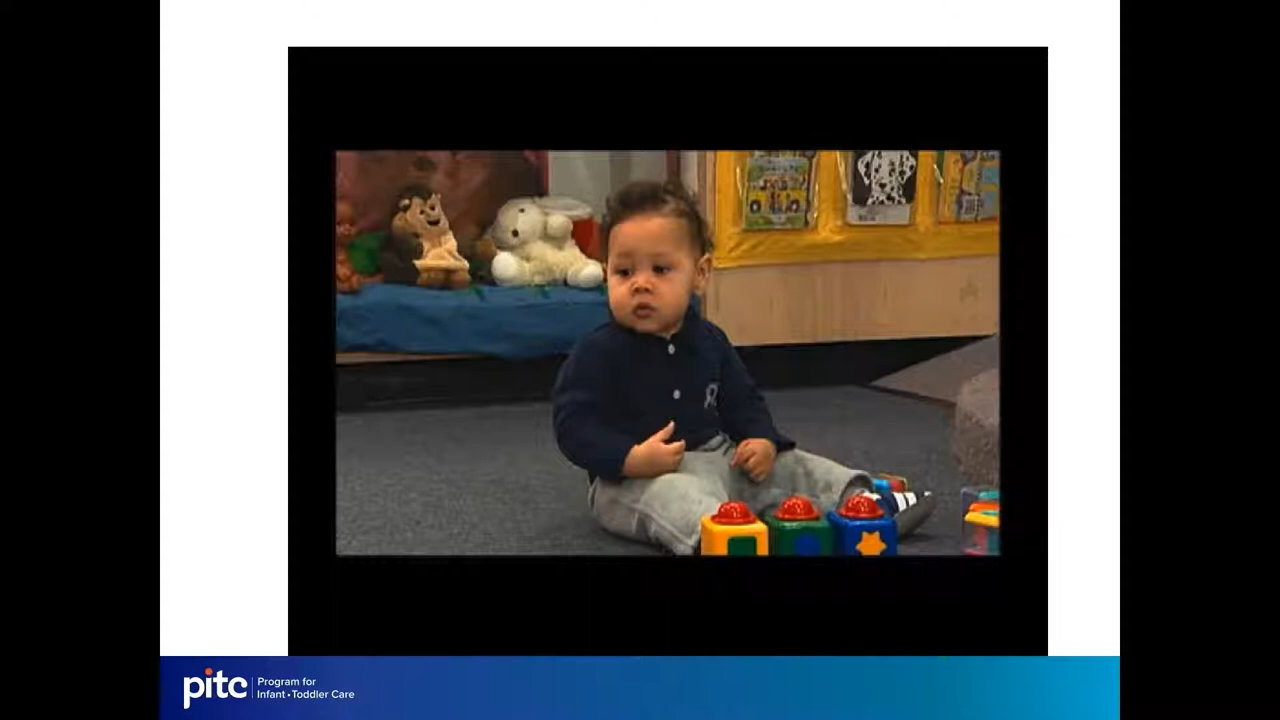 pitc
Program for
Infant • Toddler Care